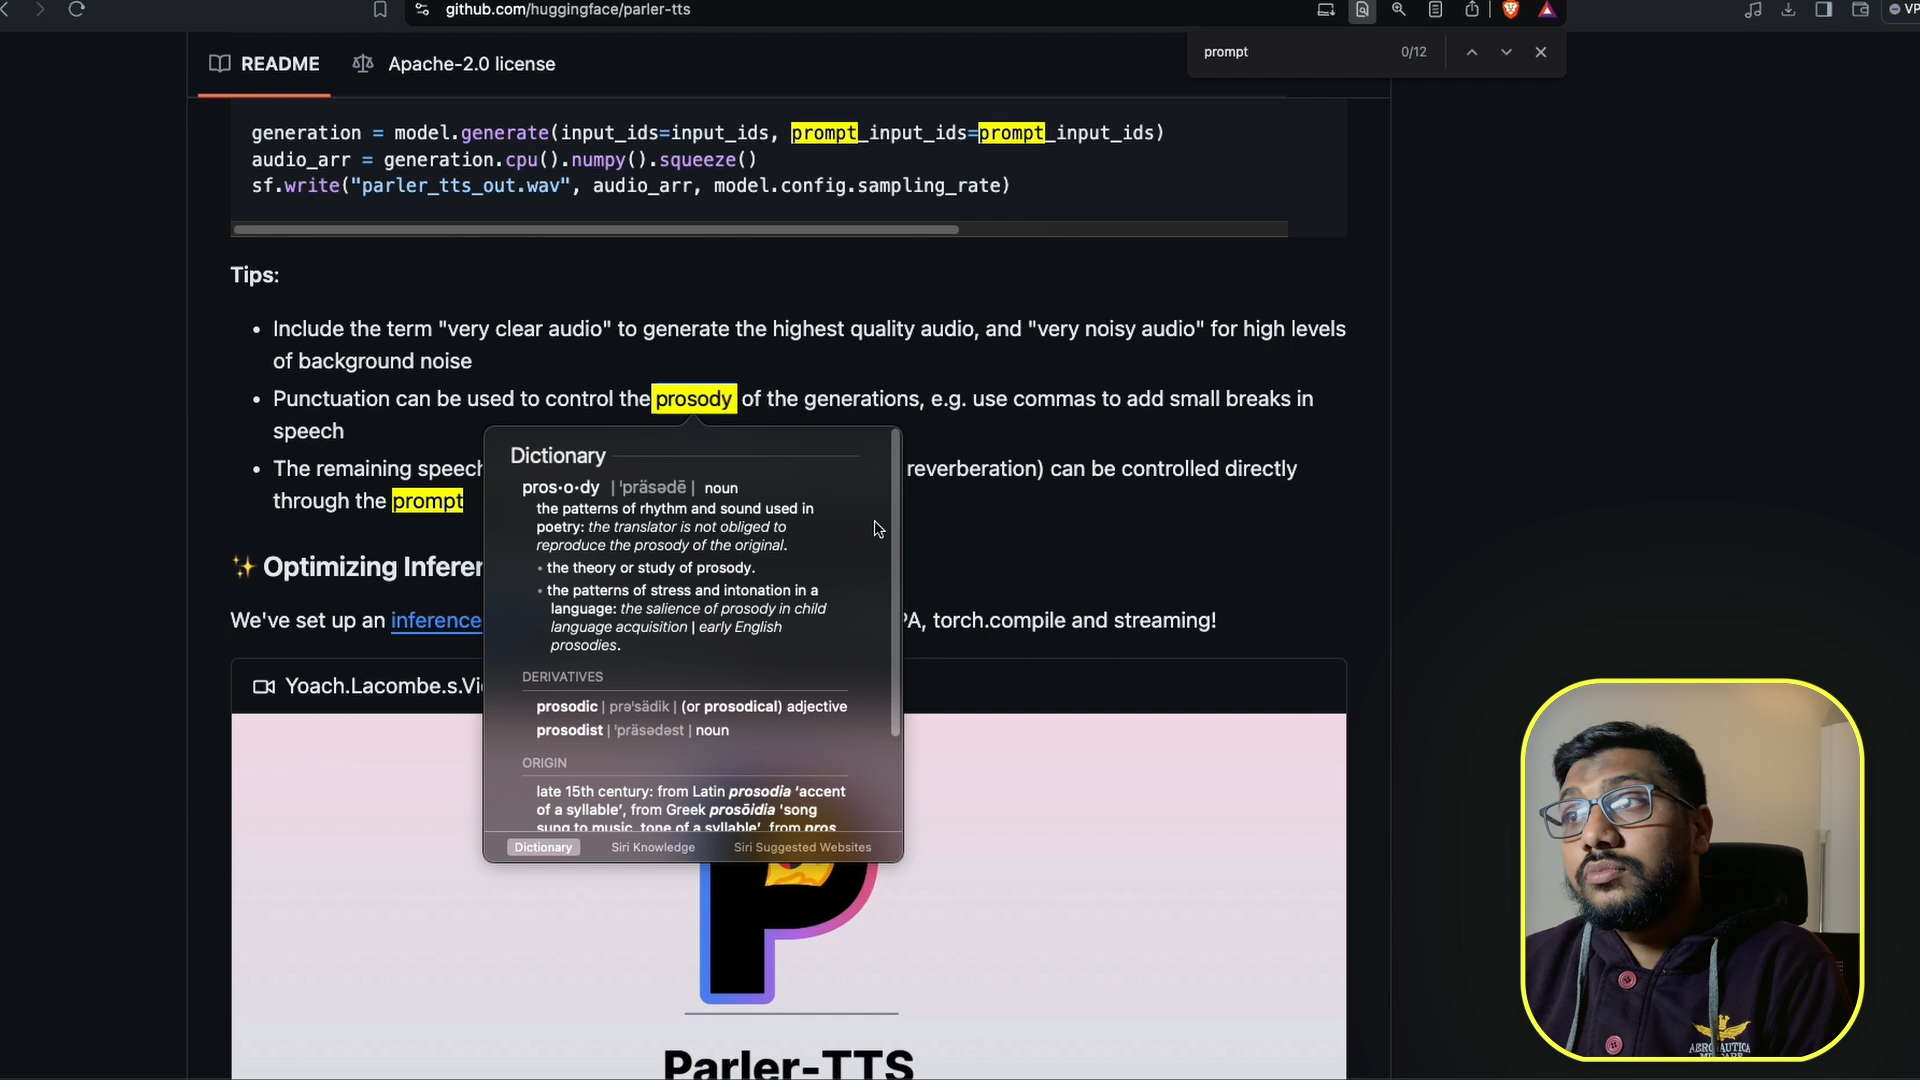 github.com/huggingface/parler-tts
VP
prompt 0/12
README Apache-2.0 license
generation = model.generate(input_ids=input_ids, prompt_input_ids=prompt_input_ids)
audio_arr = generation.cpu().numpy().squeeze()
sf.write("parler_tts_out.wav", audio_arr, model.config.sampling_rate)
Tips:
• Include the term "very clear audio" to generate the highest quality audio, and "very noisy audio" for high levels
of background noise
• Punctuation can be used to control the prosody of the generations, e.g. use commas to add small breaks in
speech
• The remaining speech reverberation) can be controlled directly
through the prompt
✨ Optimizing Inferen
We've set up an inference PA, torch.compile and streaming!
Yoach.Lacombe.s.Vi
Dictionary
pros·o·dy | ˈpräsədē | noun
the patterns of rhythm and sound used in
poetry: the translator is not obliged to
reproduce the prosody of the original.
• the theory or study of prosody.
• the patterns of stress and intonation in a
language: the salience of prosody in child
language acquisition | early English
prosodies.
DERIVATIVES
prosodic | prəˈsädik | (or prosodical) adjective
prosodist | ˈpräsədəst | noun
ORIGIN
late 15th century: from Latin prosodia ‘accent
of a syllable’, from Greek prosōidia ‘song
sung to music, tone of a syllable’, from pros
Dictionary Siri Knowledge Siri Suggested Websites
Parler-TTS